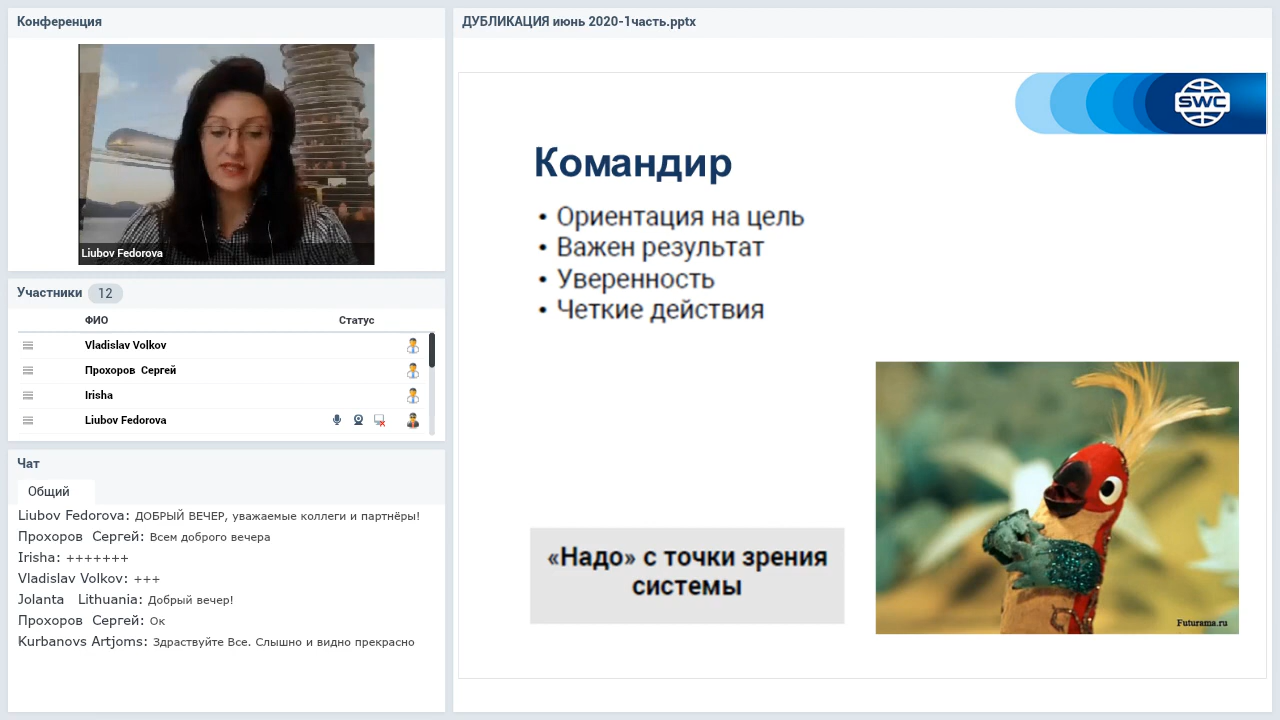 Конференция
Liubov Fedorova
Участники 12
ФИО Статус
Vladislav Volkov
Прохоров Сергей
Irisha
Liubov Fedorova
Чат
Общий
Liubov Fedorova: ДОБРЫЙ ВЕЧЕР, уважаемые коллеги и партнёры!
Прохоров Сергей: Всем доброго вечера
Irisha: +++++++
Vladislav Volkov: +++
Jolanta Lithuania: Добрый вечер!
Прохоров Сергей: Ок
Kurbanovs Artjoms: Здраствуйте Все. Слышно и видно прекрасно
ДУБЛИКАЦИЯ июнь 2020-1часть.pptx
SWC
Командир
• Ориентация на цель
• Важен результат
• Уверенность
• Четкие действия
«Надо» с точки зрения
системы
Futurama.ru